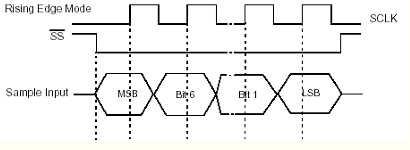 Rising Edge Mode
SCLK
SS
Sample Input
MSB
Bit 6
Bit 1
LSB